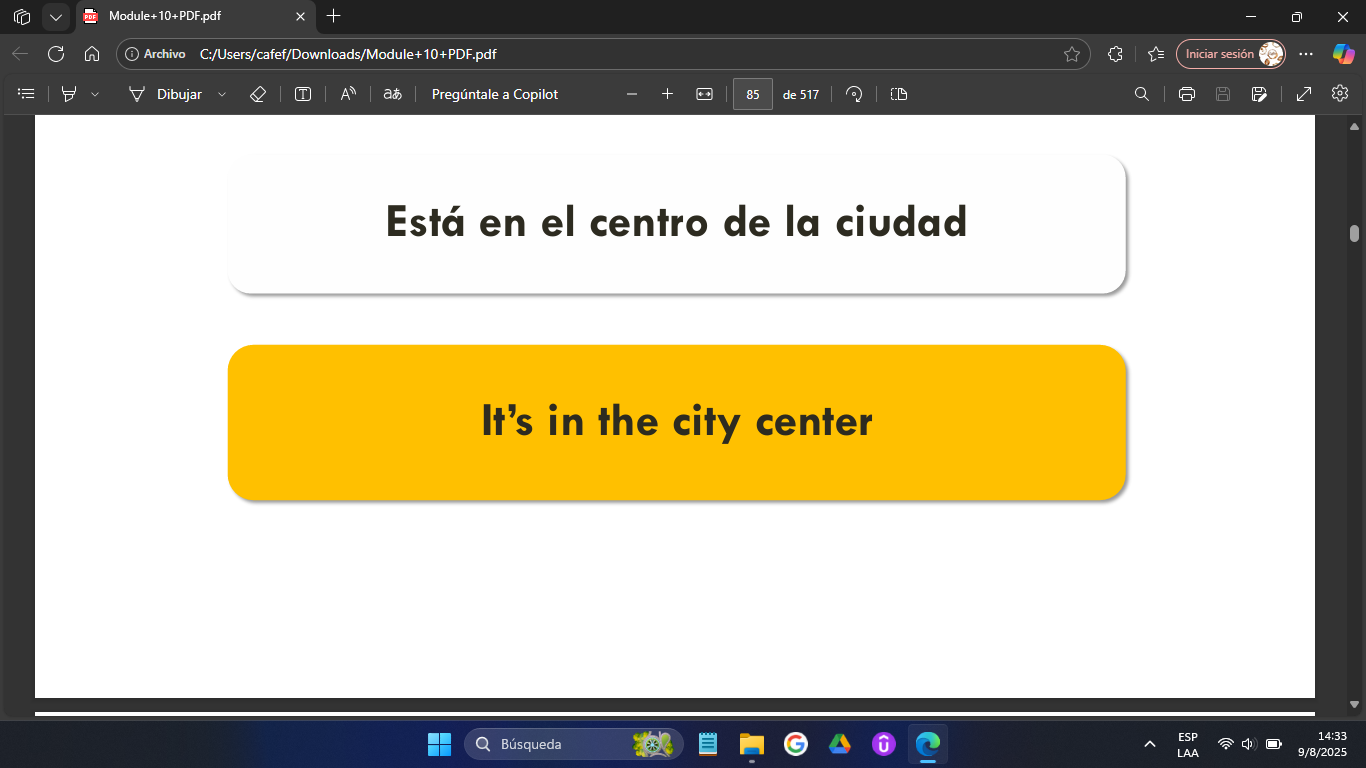 Module+10+PDF.pdf
Archivo C:/Users/cafef/Downloads/Module+10+PDF.pdf Iniciar sesión
Dibujar Pregúntale a Copilot 85 de 517
Está en el centro de la ciudad
It's in the city center
Búsqueda
ESP
LAA
14:33
9/8/2025